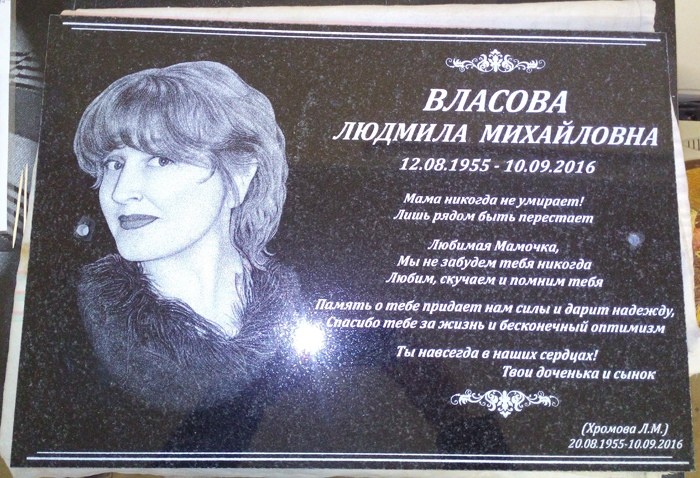 ВЛАСОВА
ЛЮДМИЛА МИХАЙЛОВНА
12.08.1955 - 10.09.2016
Мама никогда не умирает!
Лишь рядом быть перестает
Любимая Мамочка,
Мы не забудем тебя никогда
Любим, скучаем и помним тебя
Память о тебе придает нам силы и дарит надежду,
Спасибо тебе за жизнь и бесконечный оптимизм
Ты навсегда в наших сердцах!
Твои доченька и сынок
(Хромова Л.М.)
20.08.1955-10.09.2016